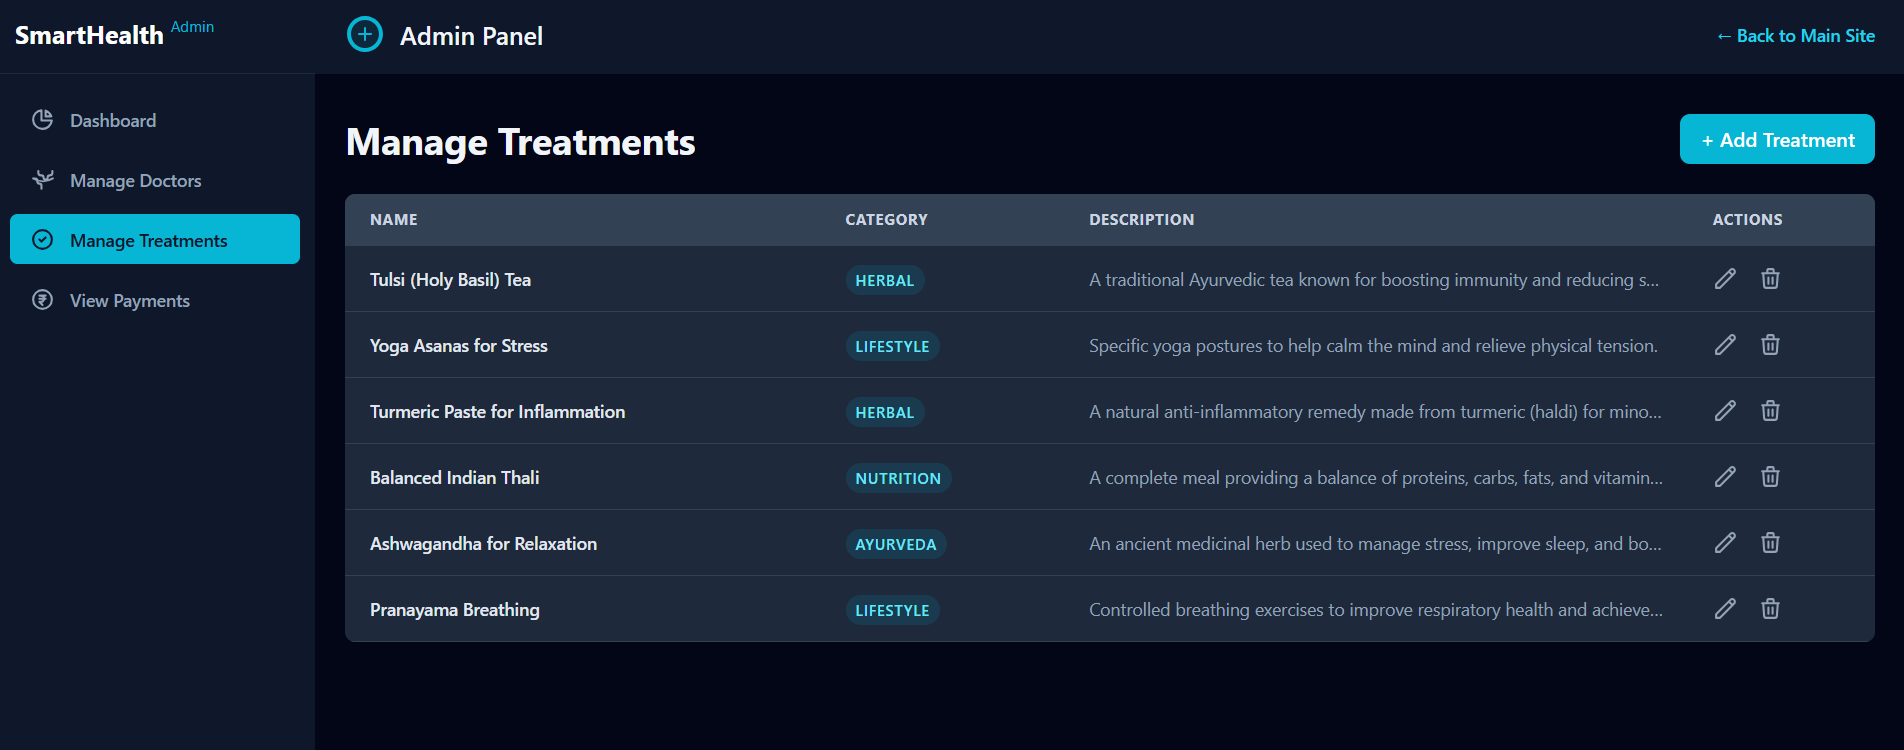 SmartHealth Admin
Admin Panel
← Back to Main Site
Dashboard
Manage Doctors
Manage Treatments
View Payments
Manage Treatments
+ Add Treatment
NAME CATEGORY DESCRIPTION ACTIONS
Tulsi (Holy Basil) Tea HERBAL A traditional Ayurvedic tea known for boosting immunity and reducing s...
Yoga Asanas for Stress LIFESTYLE Specific yoga postures to help calm the mind and relieve physical tension.
Turmeric Paste for Inflammation HERBAL A natural anti-inflammatory remedy made from turmeric (haldi) for mino...
Balanced Indian Thali NUTRITION A complete meal providing a balance of proteins, carbs, fats, and vitamin...
Ashwagandha for Relaxation AYURVEDA An ancient medicinal herb used to manage stress, improve sleep, and bo...
Pranayama Breathing LIFESTYLE Controlled breathing exercises to improve respiratory health and achieve...